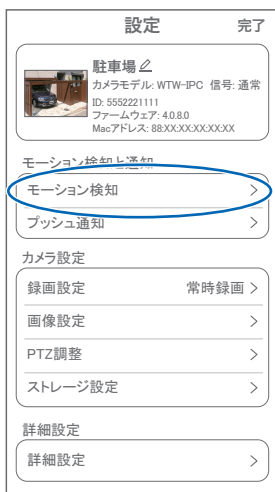 設定 完了
駐車場
カメラモデル: WTW-IPC 信号: 通常
ID: 5552221111
ファームウェア: 4.0.8.0
Macアドレス: 88:XX:XX:XX:XX:XX
モーション検知と通知
モーション検知 >
プッシュ通知 >
カメラ設定
録画設定 常時録画 >
画像設定 >
PTZ調整 >
ストレージ設定 >
詳細設定
詳細設定 >